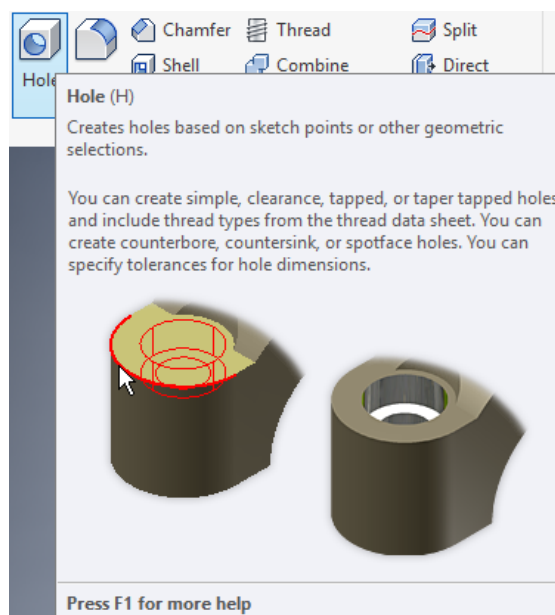 Chamfer Thread Split
Hole Shell Combine Direct
Hole (H)
Creates holes based on sketch points or other geometric
selections.
You can create simple, clearance, tapped, or taper tapped holes
and include thread types from the thread data sheet. You can
create counterbore, countersink, or spotface holes. You can
specify tolerances for hole dimensions.
Press F1 for more help